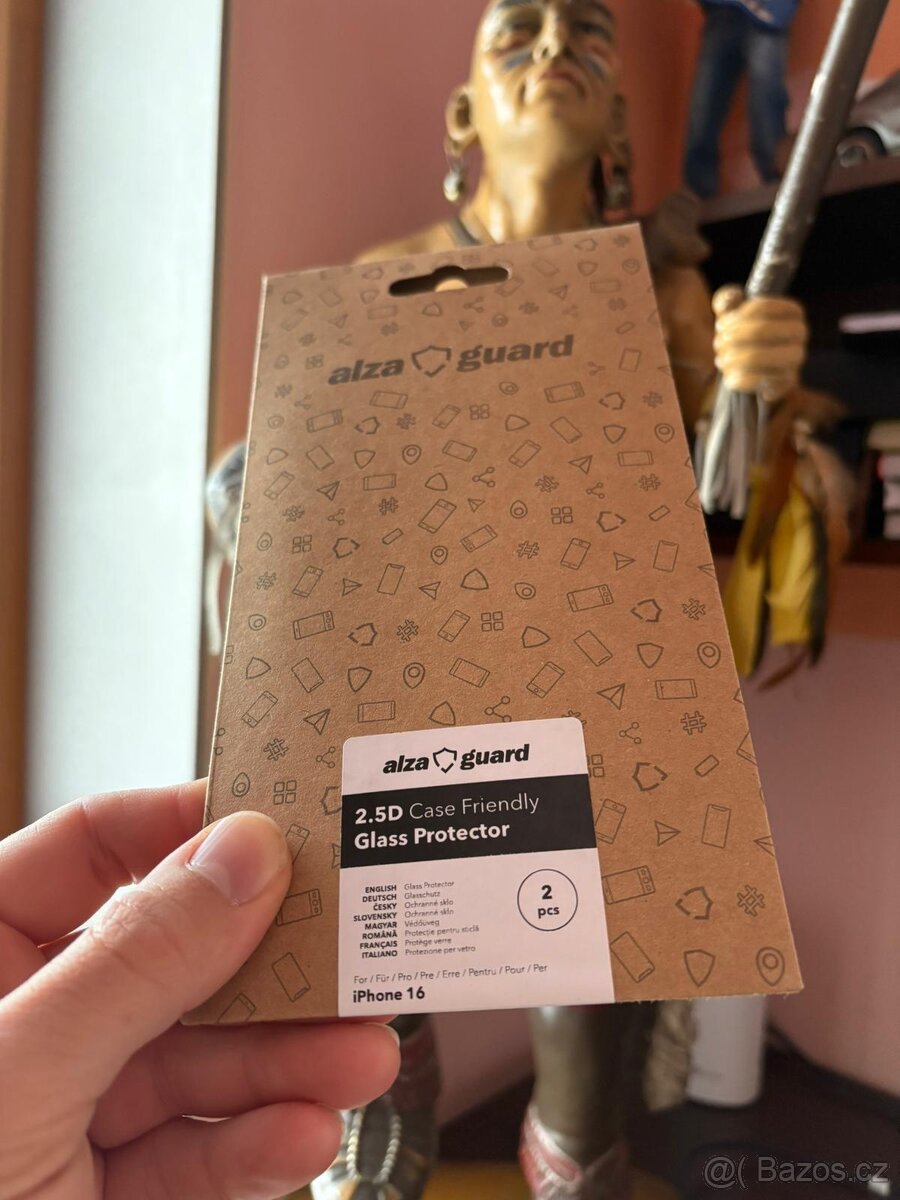 alza guard
alza guard
2.5D Case Friendly
Glass Protector
ENGLISH Glass Protector
DEUTSCH Glasschutz
ČESKY Ochranné sklo
SLOVENSKY Ochranné sklo
MAGYAR Védőüveg
ROMÂNĂ Protecție pentru sticlă
FRANÇAIS Protège verre
ITALIANO Protezione per vetro
2
pcs
For / Für / Pro / Pre / Erre / Pentru / Pour / Per
iPhone 16
@( Bazos.cz